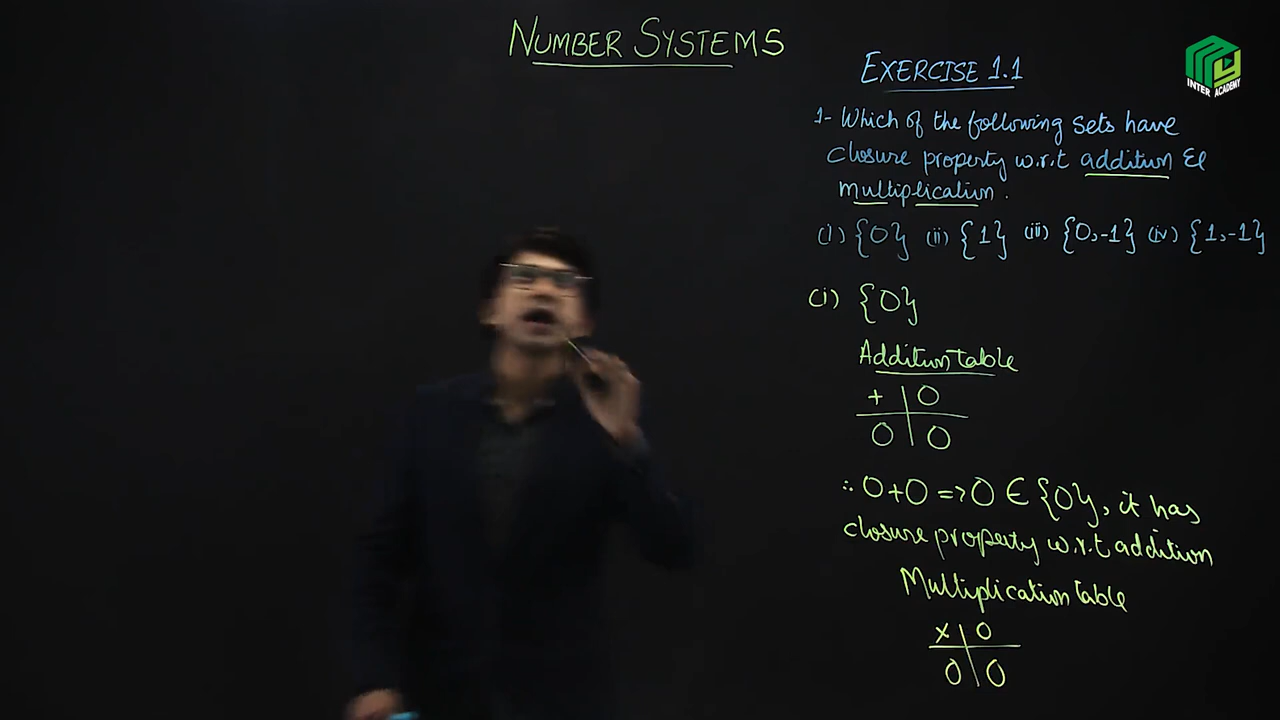 NUMBER SYSTEMS
EXERCISE 1.1
1- Which of the following sets have
closure property w.r.t addition &
multiplication.
(i) {0} (ii) {1} (iii) {0,-1} (iv) {1,-1}
(i) {0}
Addition table
+ | 0
0 | 0
∴ 0+0 => 0 ∈ {0}, it has
closure property w.r.t addition
Multiplication table
x | 0
0 | 0
INTER ACADEMY